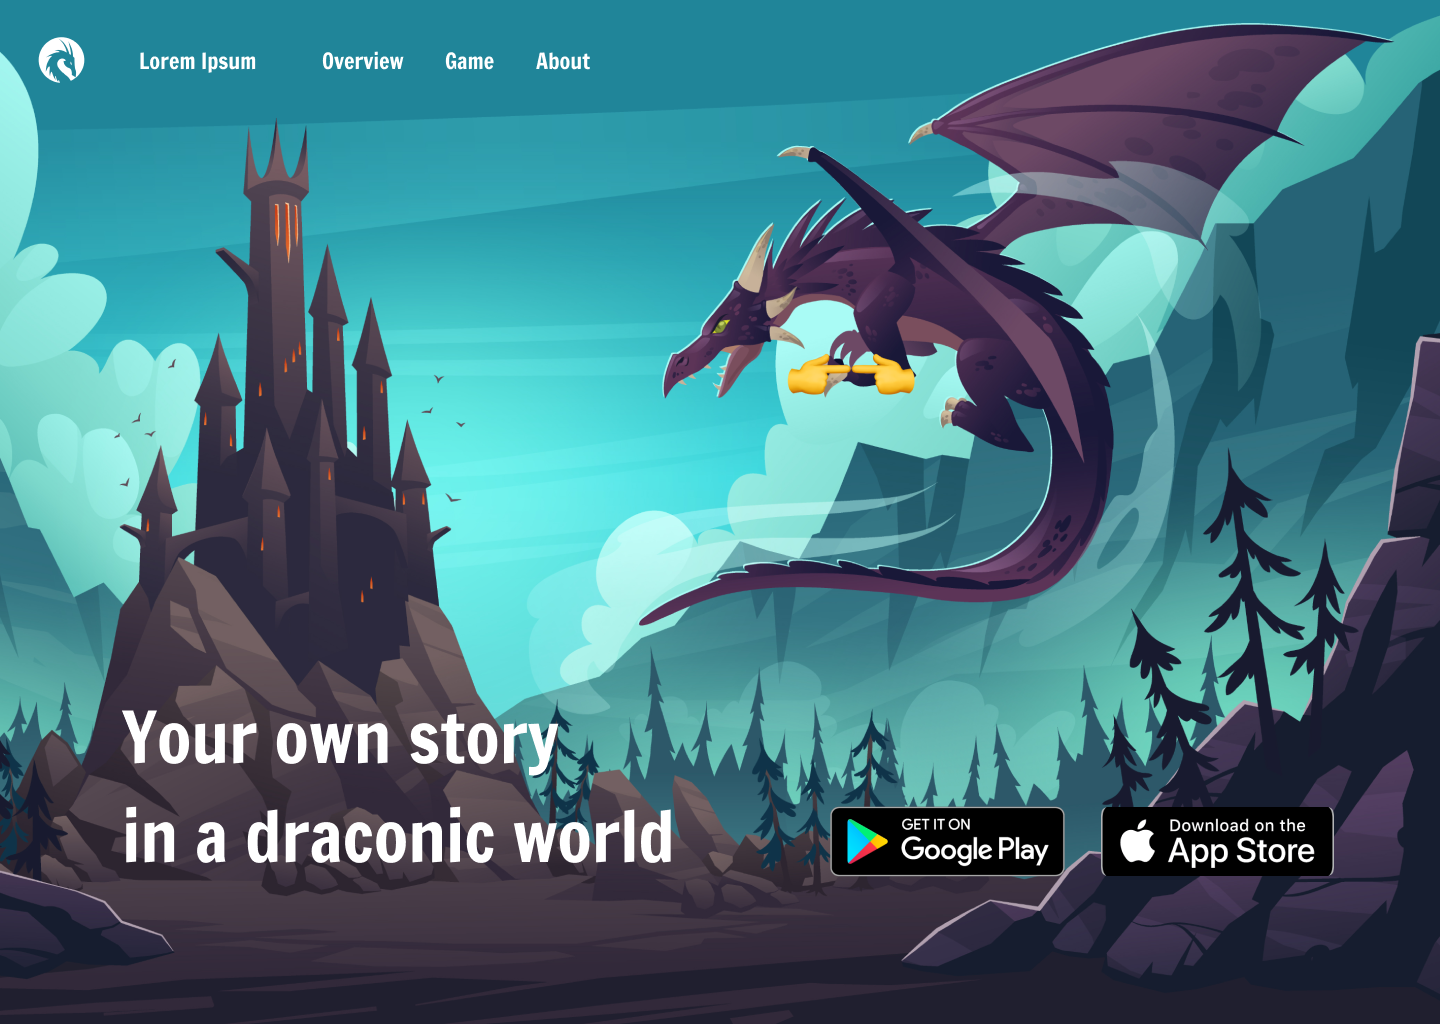 Lorem Ipsum
Overview
Game
About
Your own story
in a draconic world
GET IT ON
Google Play
Download on the
App Store